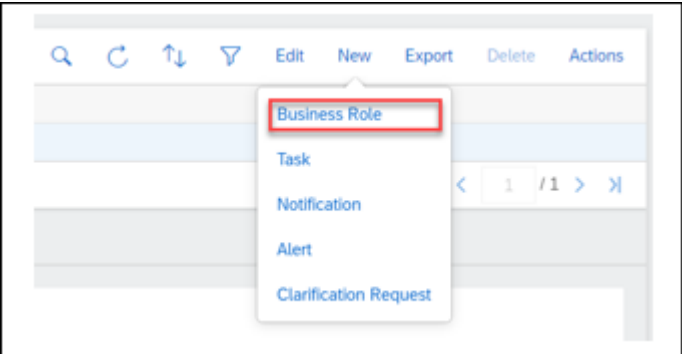 Edit New Export Delete Actions
Business Role
Task
1 / 1
Notification
Alert
Clarification Request